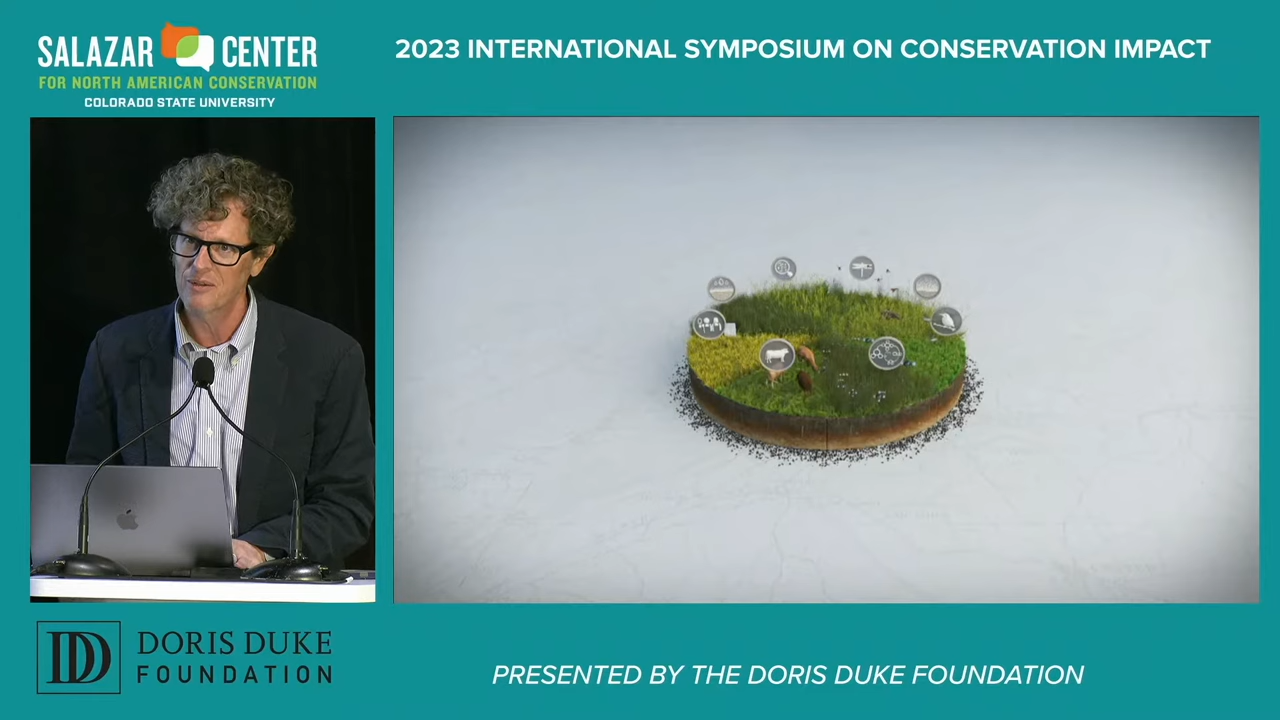 SALAZAR CENTER
FOR NORTH AMERICAN CONSERVATION
COLORADO STATE UNIVERSITY
2023 INTERNATIONAL SYMPOSIUM ON CONSERVATION IMPACT
DORIS DUKE
FOUNDATION
PRESENTED BY THE DORIS DUKE FOUNDATION